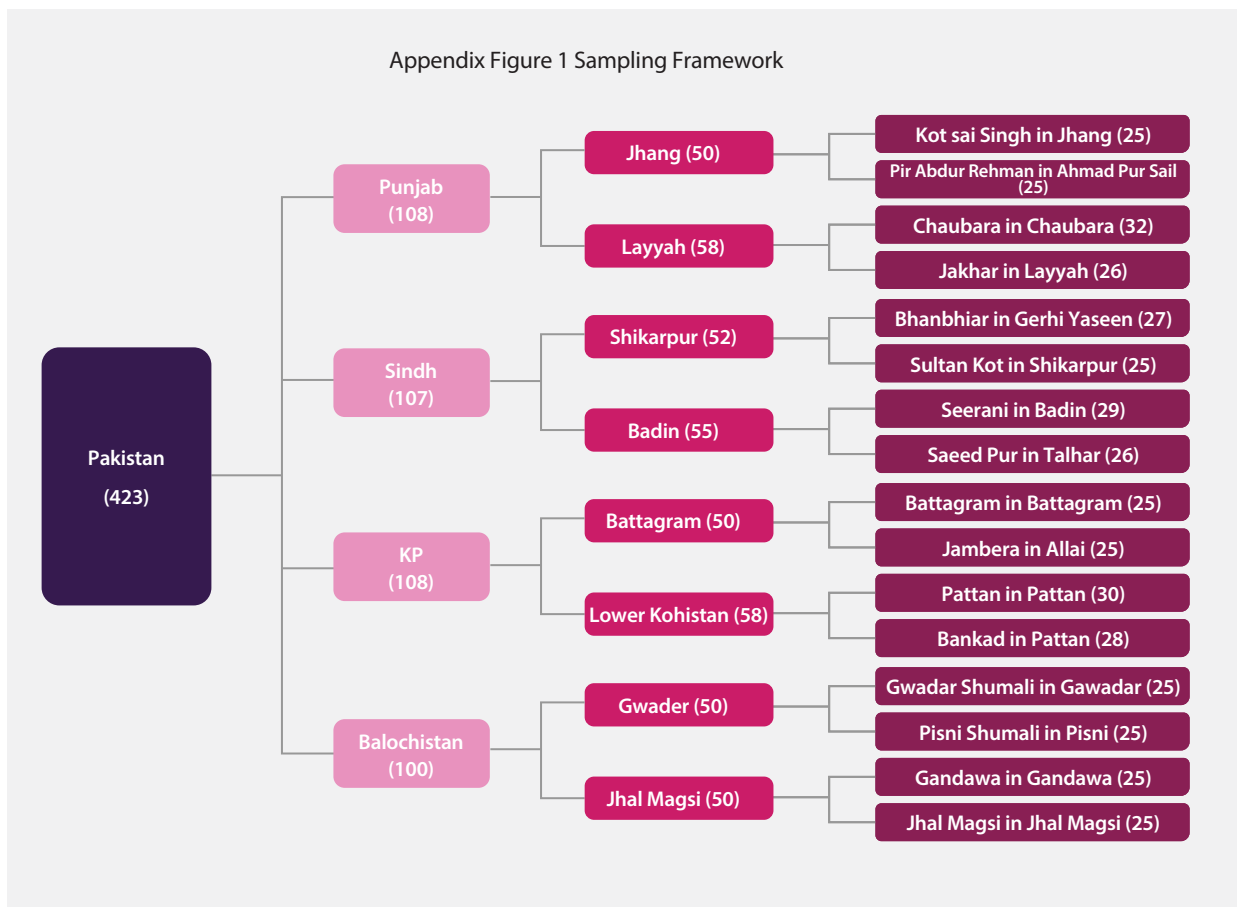 Appendix Figure 1 Sampling Framework
Pakistan
(423)
Punjab
(108)
Sindh
(107)
KP
(108)
Balochistan
(100)
Jhang (50)
Layyah (58)
Shikarpur (52)
Badin (55)
Battagram (50)
Lower Kohistan (58)
Gwader (50)
Jhal Magsi (50)
Kot sai Singh in Jhang (25)
Pir Abdur Rehman in Ahmad Pur Sail
(25)
Chaubara in Chaubara (32)
Jakhar in Layyah (26)
Bhanbhiar in Gerhi Yaseen (27)
Sultan Kot in Shikarpur (25)
Seerani in Badin (29)
Saeed Pur in Talhar (26)
Battagram in Battagram (25)
Jambera in Allai (25)
Pattan in Pattan (30)
Bankad in Pattan (28)
Gwadar Shumali in Gawadar (25)
Pisni Shumali in Pisni (25)
Gandawa in Gandawa (25)
Jhal Magsi in Jhal Magsi (25)